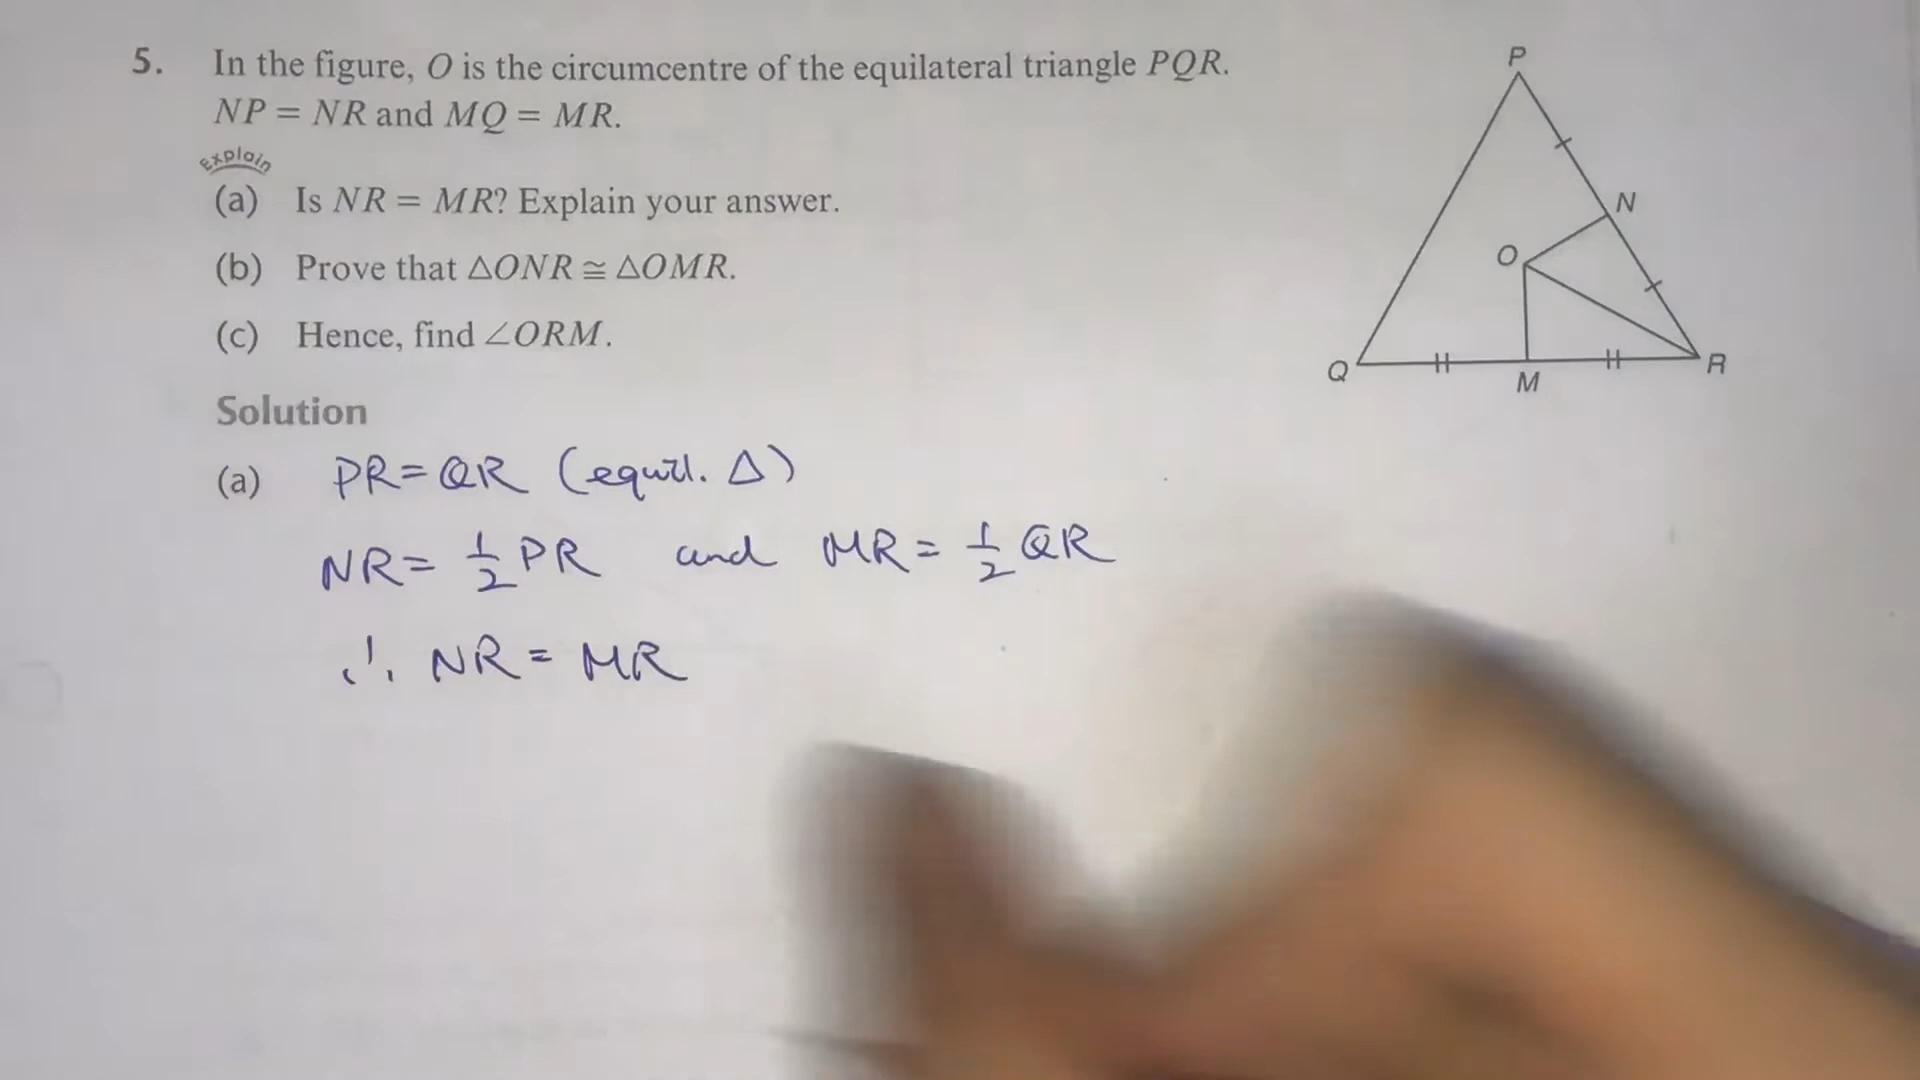 5. In the figure, O is the circumcentre of the equilateral triangle PQR.
NP = NR and MQ = MR.
Explain
(a) Is NR = MR? Explain your answer.
(b) Prove that △ONR ≅ △OMR.
(c) Hence, find ∠ORM.
P
N
O
Q
M
R
Solution
(a) PR = QR (equil. △)
NR = 1/2 PR and MR = 1/2 QR
∴ NR = MR